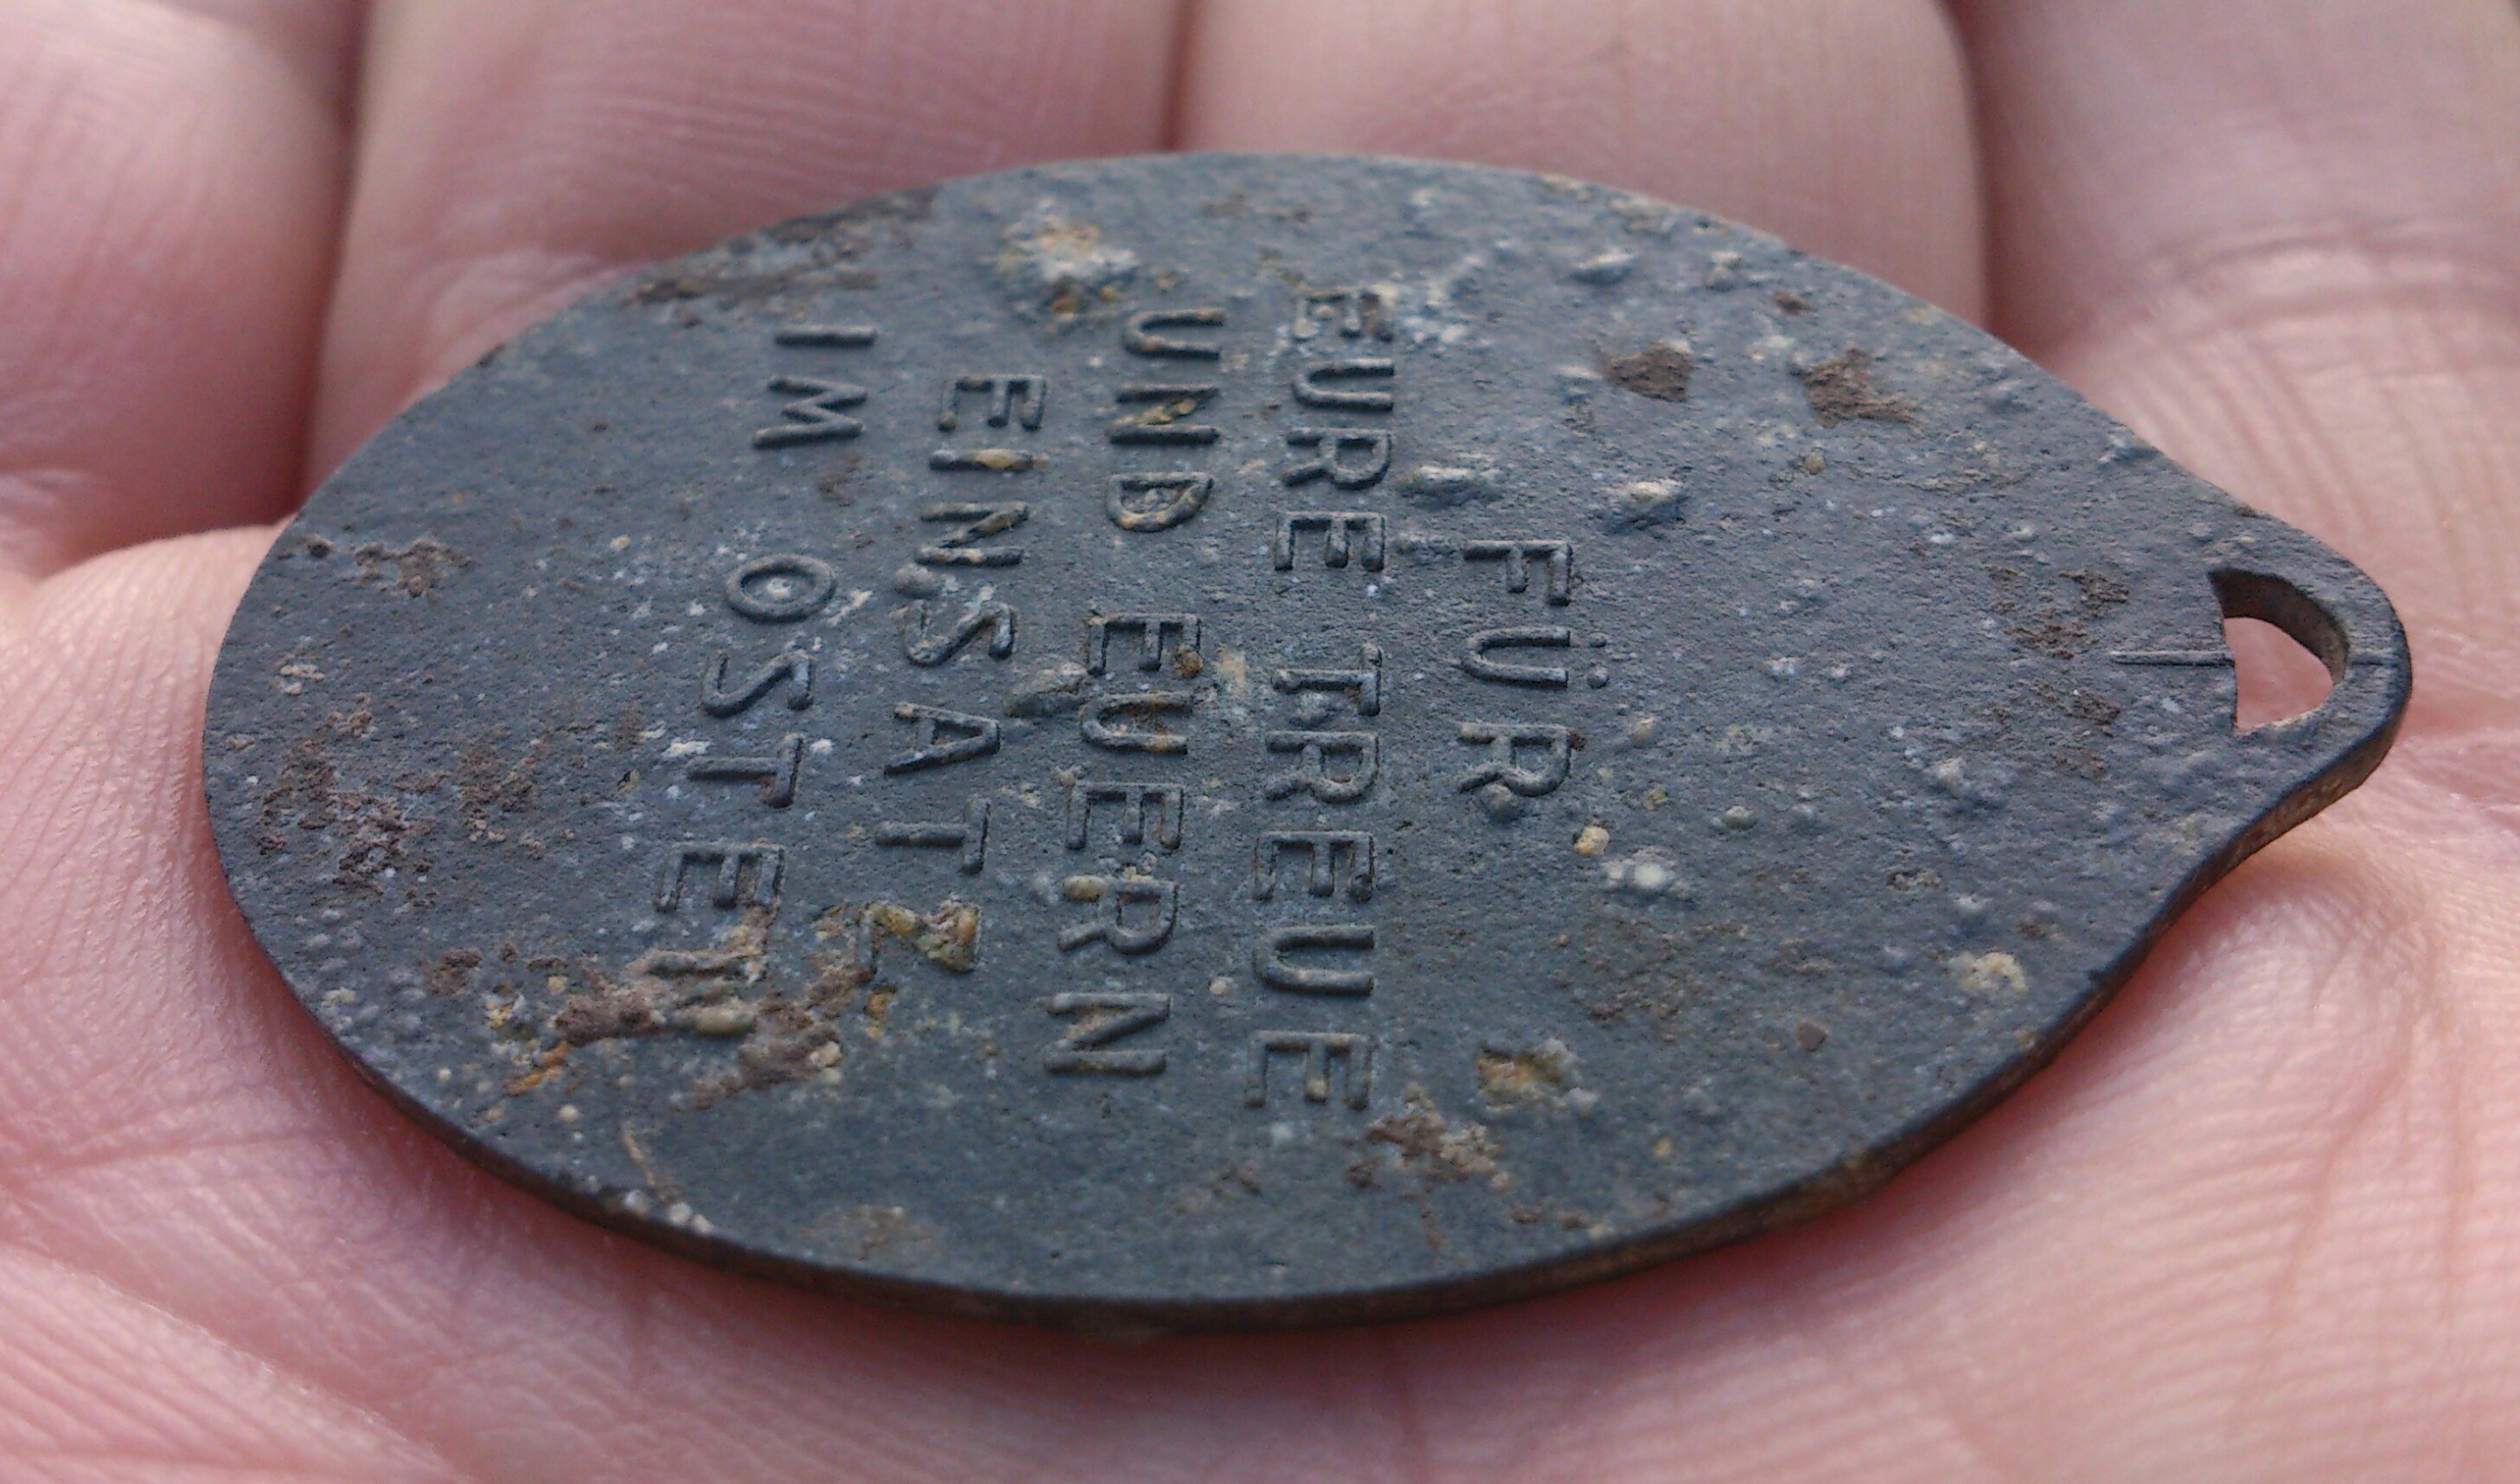 FÜR
EURE TREUE
UND EUERN
EINSATZ
IM OSTEN